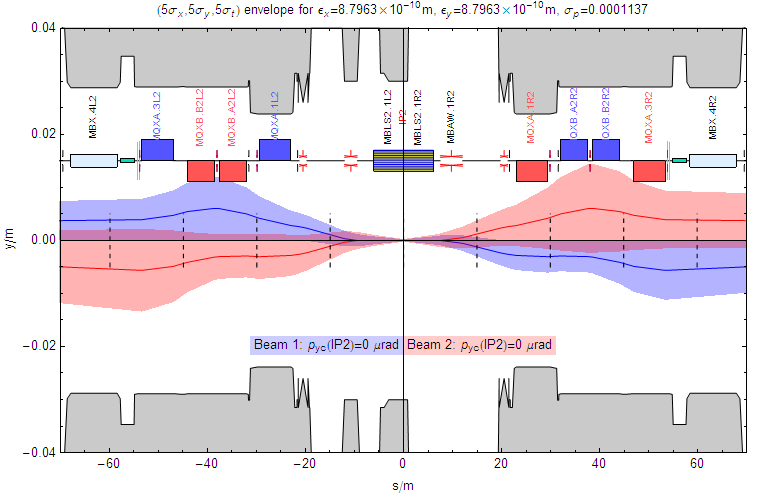 (5σx,5σy,5σt) envelope for ϵx=8.7963×10⁻¹⁰m, ϵy=8.7963×10⁻¹⁰m, σp=0.0001137
0.04
0.02
0.00
−0.02
−0.04
y/m
MBX.4L2
MQXA.3L2
MQXB.B2L2
MQXB.A2L2
MQXA.1L2
MBLS2.1L2
IP2
MBLS2.1R2
MBAW.1R2
MQXA.1R2
QXB.A2R2
QXB.B2R2
MQXA.3R2
MBX.4R2
Beam 1: pyc(IP2)=0 μrad
Beam 2: pyc(IP2)=0 μrad
−60
−40
−20
0
20
40
60
s/m